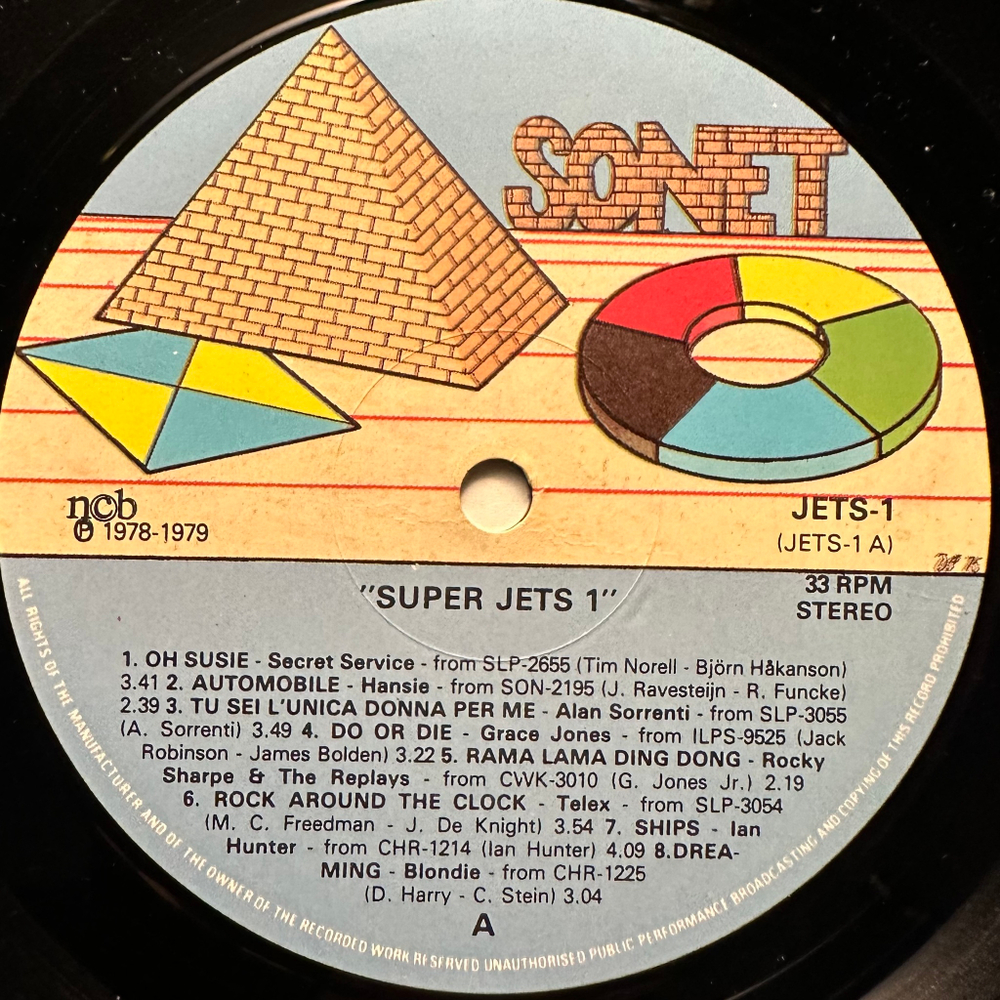 SONET
ncb
℗ 1978-1979
JETS-1
(JETS-1 A)
33 RPM
STEREO
"SUPER JETS 1"
1. OH SUSIE - Secret Service - from SLP-2655 (Tim Norell - Björn Håkanson)
3.41 2. AUTOMOBILE - Hansie - from SON-2195 (J. Ravesteijn - R. Funcke)
2.39 3. TU SEI L'UNICA DONNA PER ME - Alan Sorrenti - from SLP-3055
(A. Sorrenti) 3.49 4. DO OR DIE - Grace Jones - from ILPS-9525 (Jack
Robinson - James Bolden) 3.22 5. RAMA LAMA DING DONG - Rocky
Sharpe & The Replays - from CWK-3010 (G. Jones Jr.) 2.19
6. ROCK AROUND THE CLOCK - Telex - from SLP-3054
(M. C. Freedman - J. De Knight) 3.54 7. SHIPS - Ian
Hunter - from CHR-1214 (Ian Hunter) 4.09 8.DREA-
MING - Blondie - from CHR-1225
(D. Harry - C. Stein) 3.04
A
ALL RIGHTS OF THE MANUFACTURER AND OF THE OWNER OF THE RECORDED WORK RESERVED UNAUTHORISED PUBLIC PERFORMANCE BROADCASTING AND COPYING OF THIS RECORD PROHIBITED